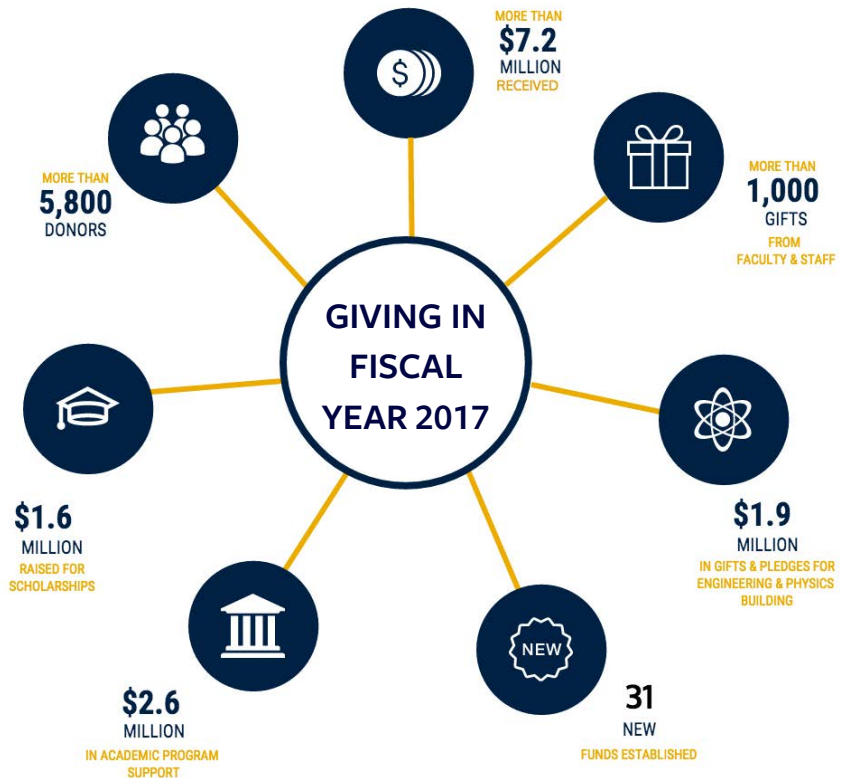 MORE THAN
$7.2
MILLION
RECEIVED
MORE THAN
1,000
GIFTS
FROM
FACULTY & STAFF
MORE THAN
5,800
DONORS
GIVING IN
FISCAL
YEAR 2017
$1.9
MILLION
IN GIFTS & PLEDGES FOR
ENGINEERING & PHYSICS
BUILDING
$1.6
MILLION
RAISED FOR
SCHOLARSHIPS
NEW
31
NEW
FUNDS ESTABLISHED
$2.6
MILLION
IN ACADEMIC PROGRAM
SUPPORT
$